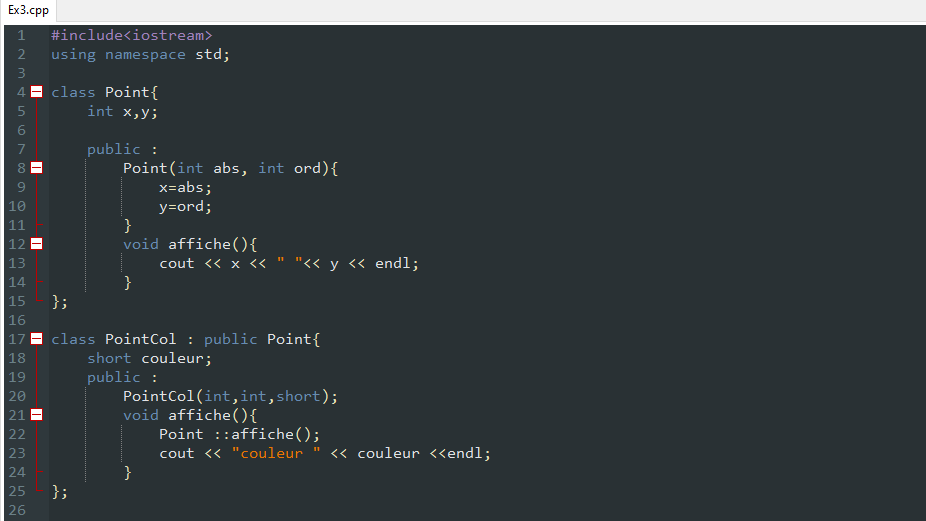 Ex3.cpp
1 #include<iostream>
2 using namespace std;
3
4 class Point{
5 int x,y;
6
7 public :
8 Point(int abs, int ord){
9 x=abs;
10 y=ord;
11 }
12 void affiche(){
13 cout << x << " "<< y << endl;
14 }
15 };
16
17 class PointCol : public Point{
18 short couleur;
19 public :
20 PointCol(int,int,short);
21 void affiche(){
22 Point ::affiche();
23 cout << "couleur " << couleur <<endl;
24 }
25 };
26